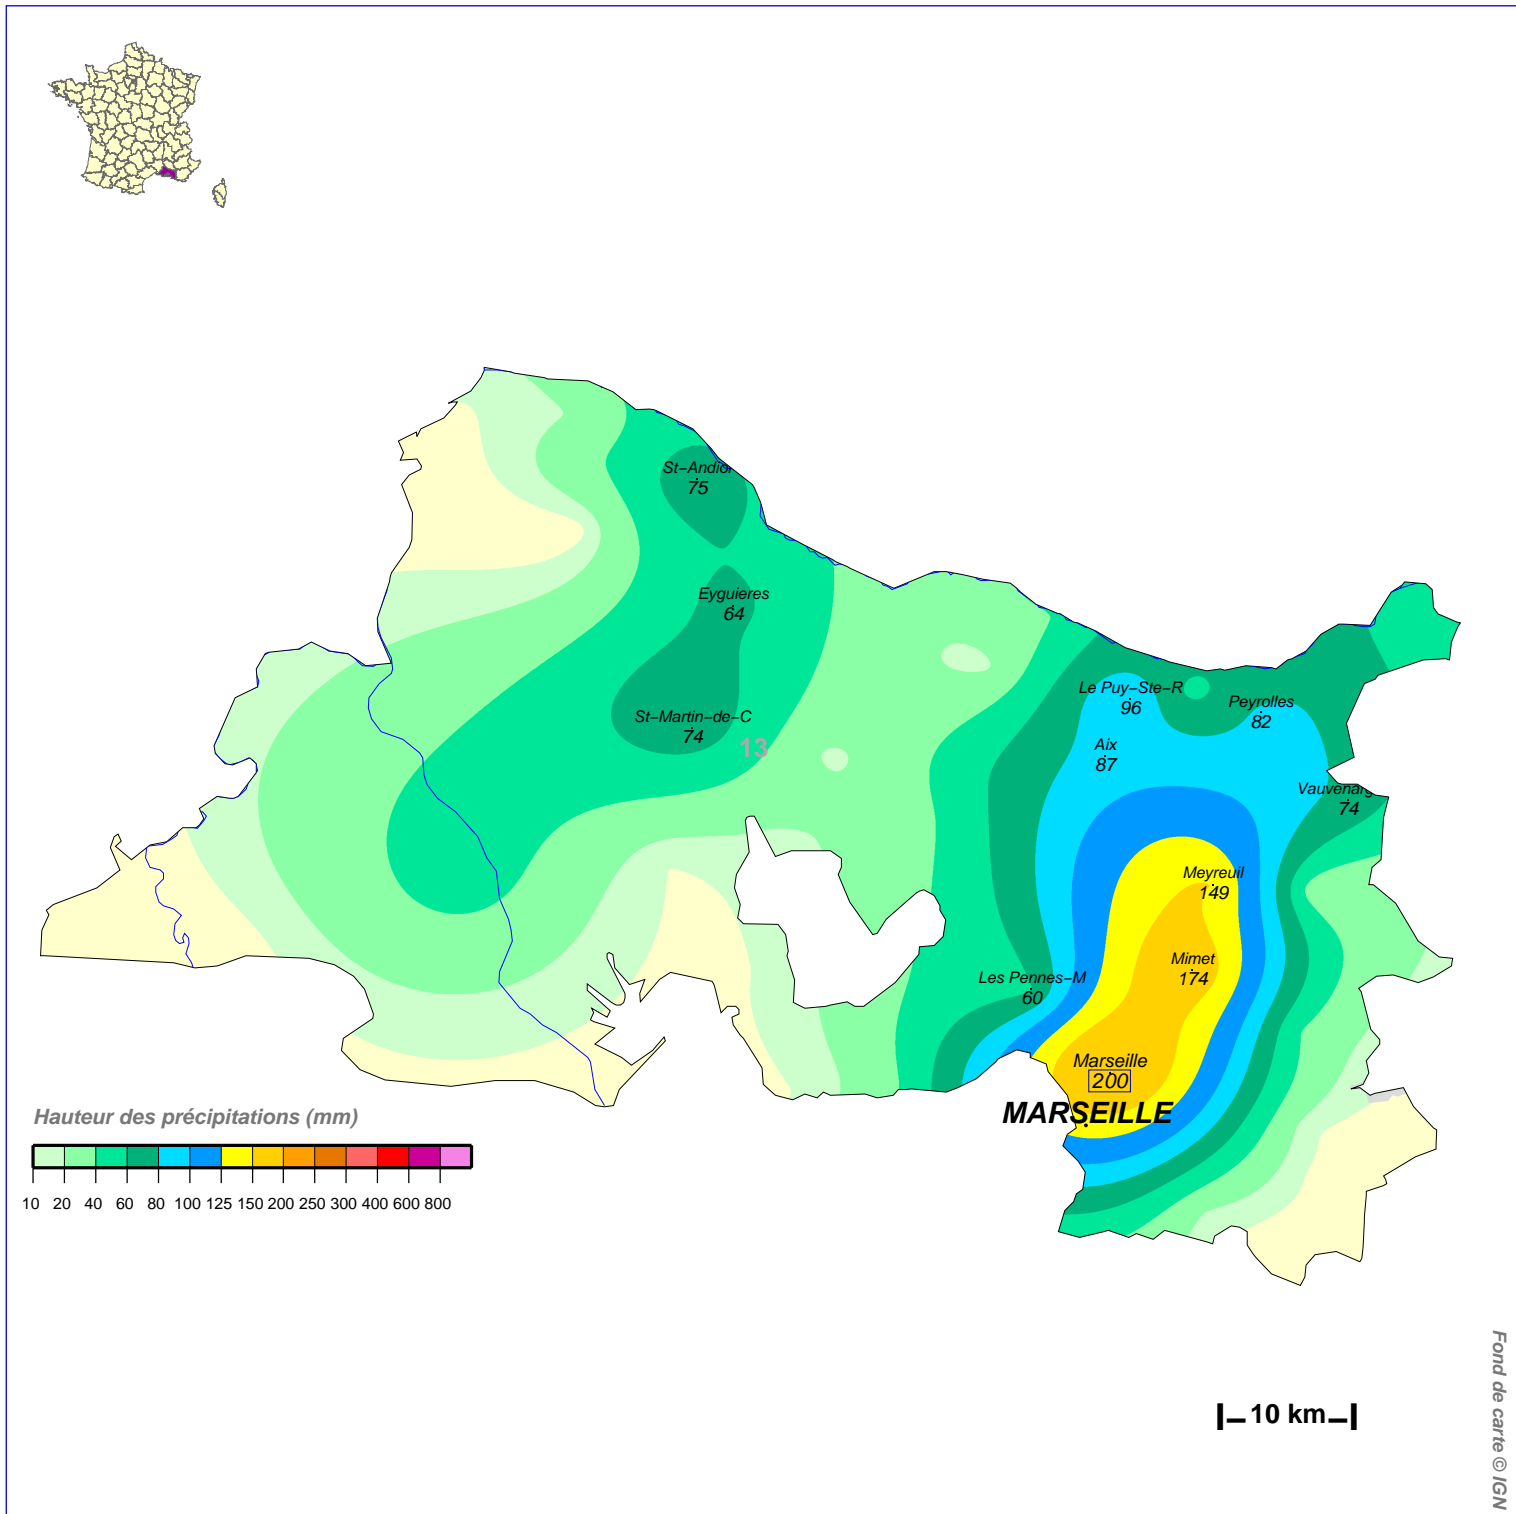 St−Andiol
75
Eyguieres
64
St−Martin−de−C
74
13
Le Puy−Ste−R
96
Peyrolles
82
Aix
87
Vauvenarg
74
Meyreuil
149
Mimet
174
Les Pennes−M
60
Marseille
200
MARSEILLE
Hauteur des précipitations (mm)
10 20 40 60 80 100 125 150 200 250 300 400 600 800
10 km
Fond de carte © IGN